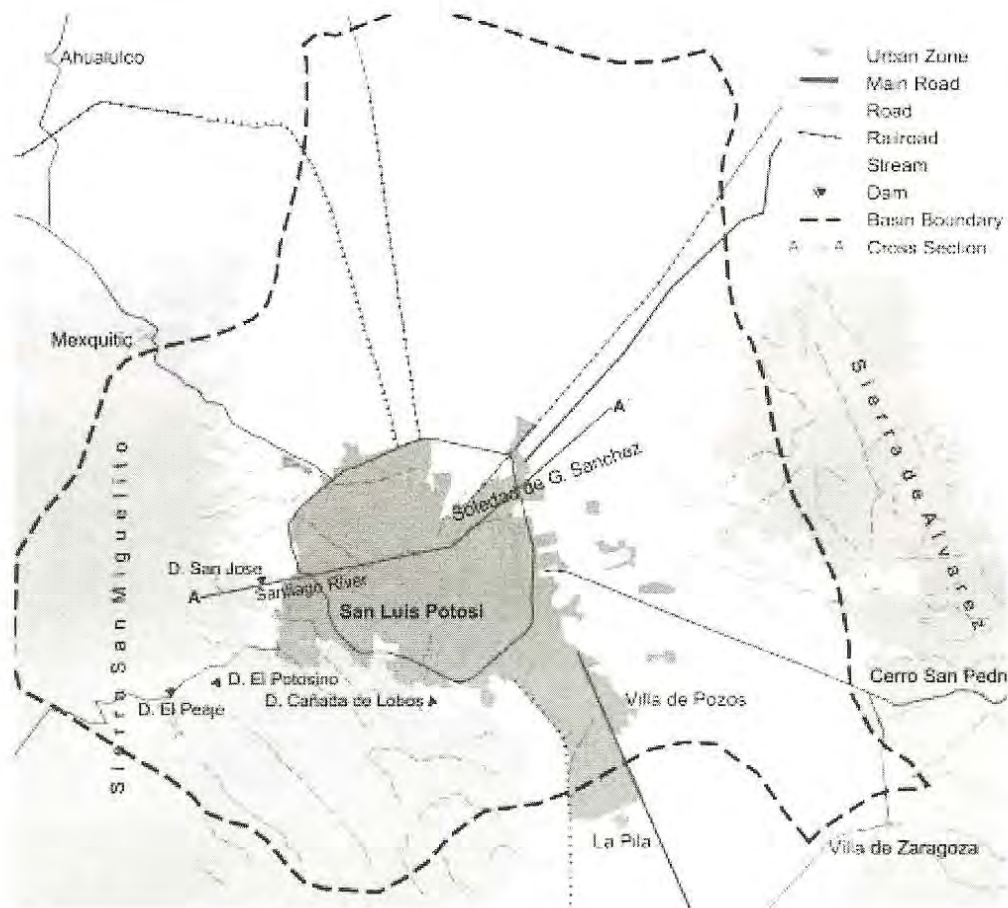 Ahualulco
Urban Zone
Main Road
Road
Railroad
Stream
Dam
Basin Boundary
A A Cross Section
Mexquitic
Sierra de Alvarez
A
Soledad de G. Sanchez
Sierra San Miguelito
D. San Jose
Santiago River
A
San Luis Potosi
D. El Potosino
D. Cañada de Lobos
D. El Peaje
Villa de Pozos
Cerro San Pedr
La Pila
Villa de Zaragoza